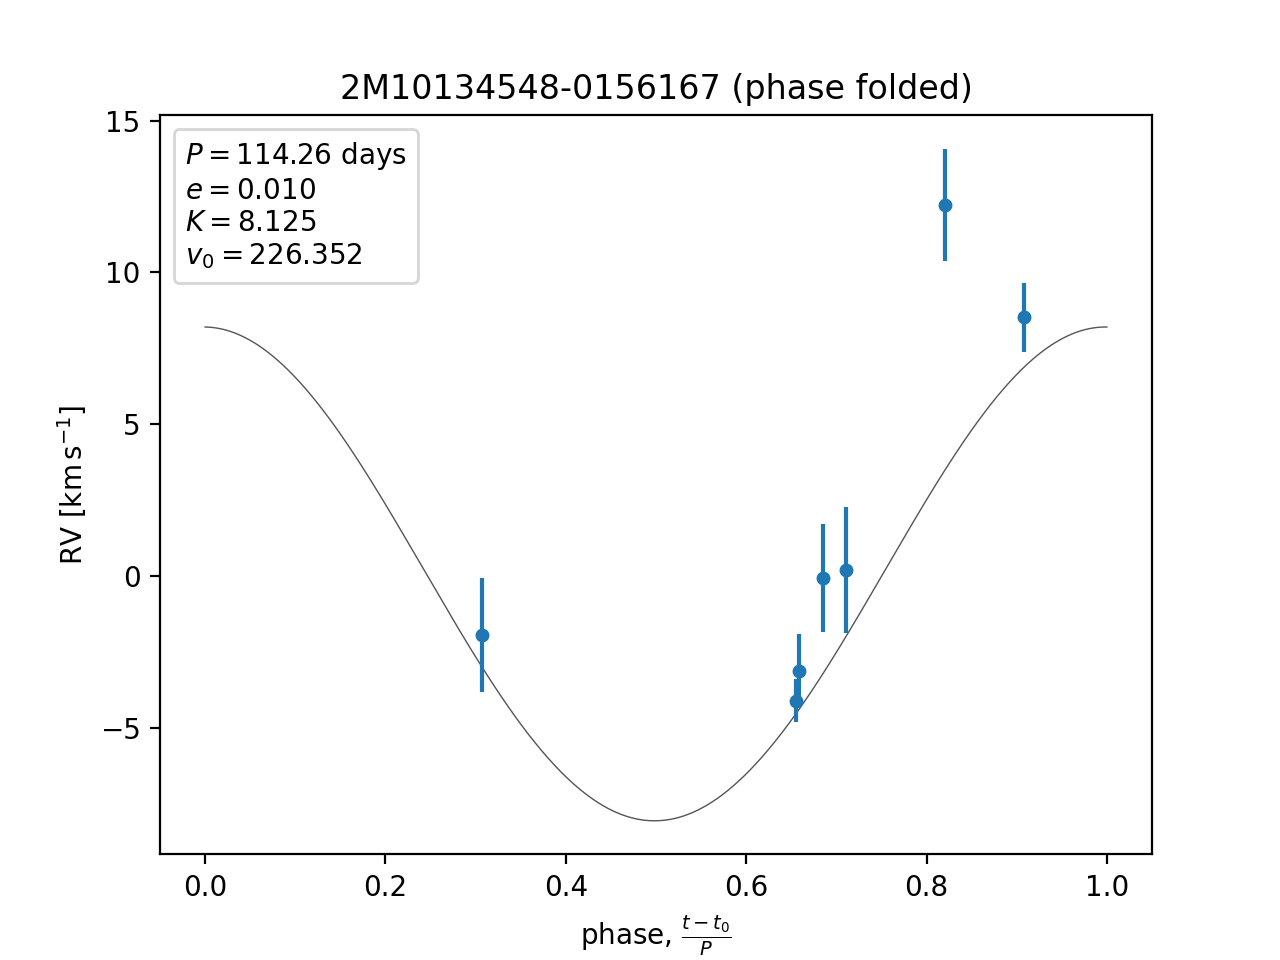 2M10134548-0156167 (phase folded)
P = 114.26 days
e = 0.010
K = 8.125
v₀ = 226.352
15
10
5
0
−5
RV [km s⁻¹]
0.0 0.2 0.4 0.6 0.8 1.0
phase, (t − t₀)/P